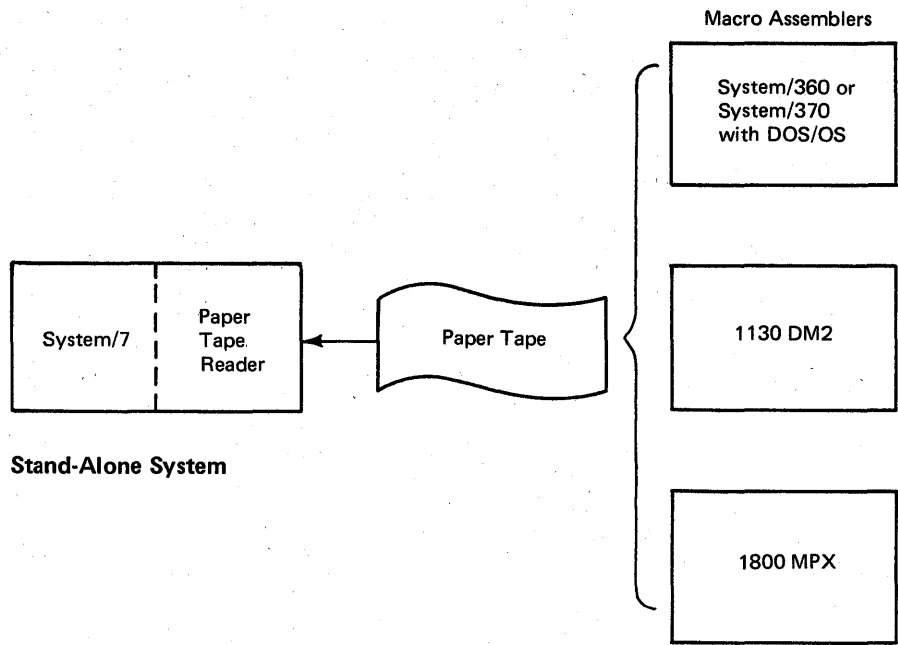 Macro Assemblers
System/360 or
System/370
with DOS/OS
System/7
Paper
Tape
Reader
Paper Tape
1130 DM2
Stand-Alone System
1800 MPX